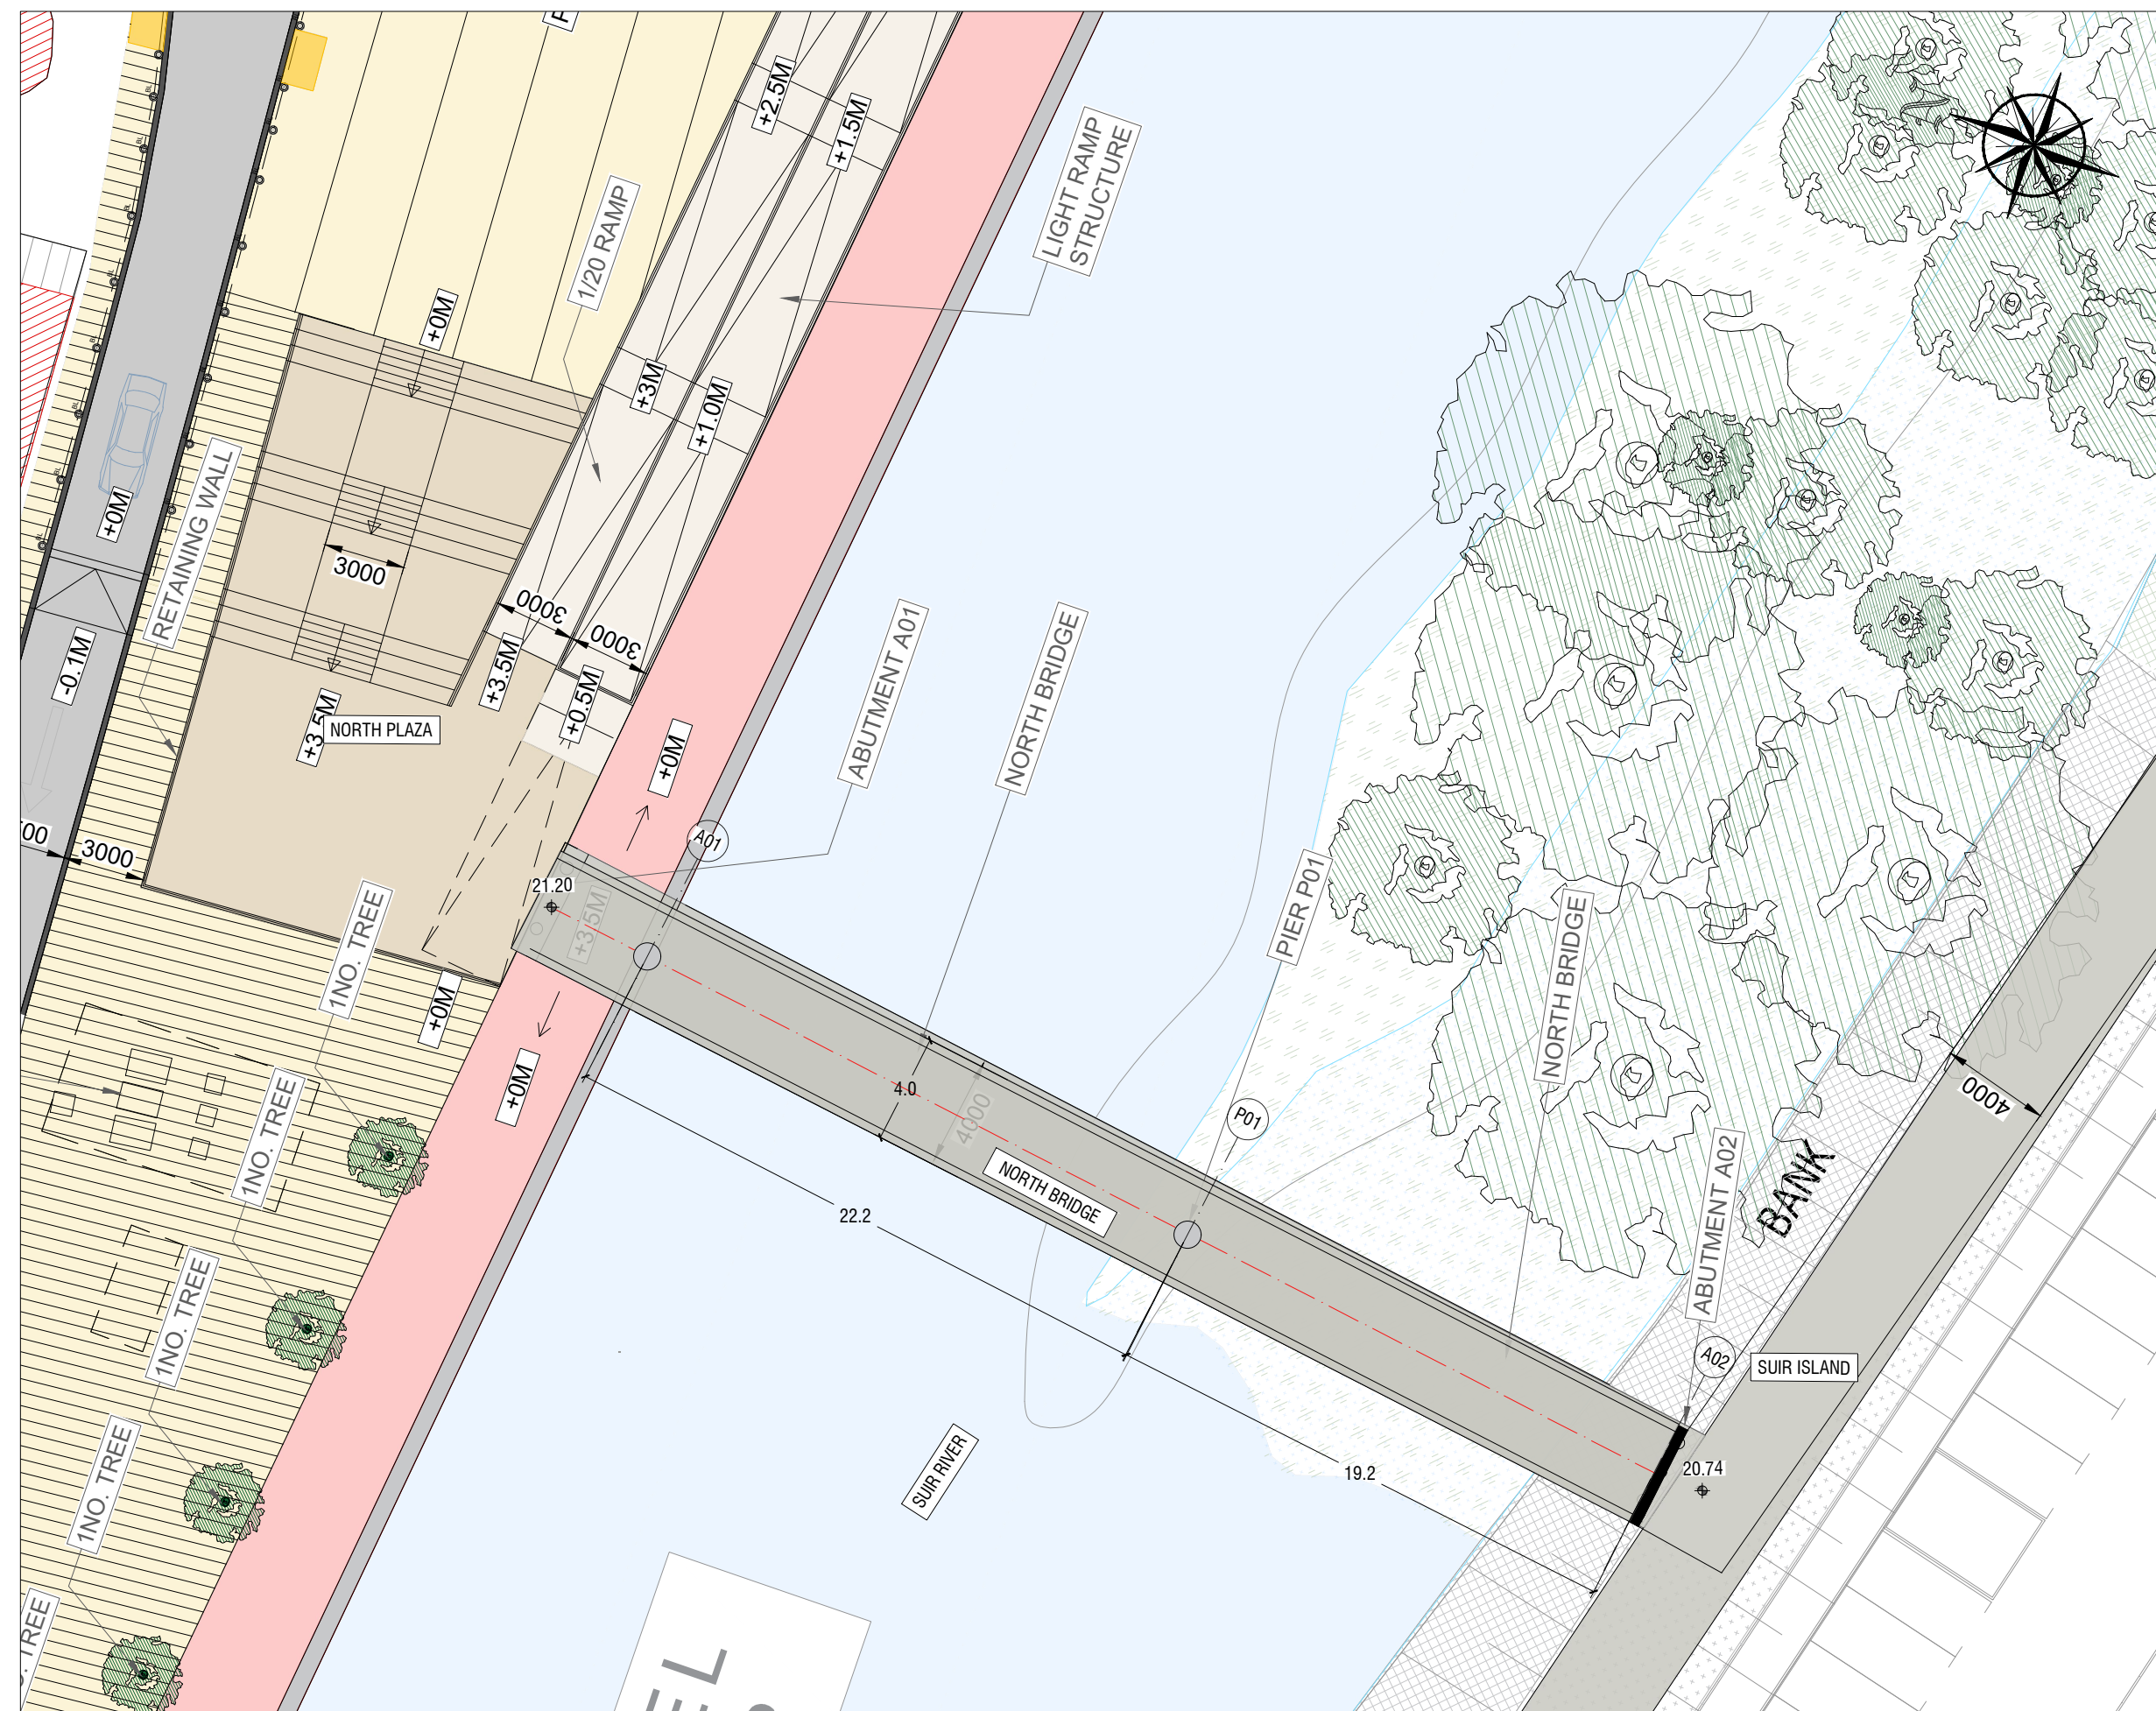 +2.5M
+1.5M
LIGHT RAMP
STRUCTURE
1/20 RAMP
+0M
+3M
+1.0M
+0M
RETAINING WALL
3000
3000
3000
-0.1M
+3.5M
+0.5M
+3.5M
NORTH PLAZA
+0M
ABUTMENT A01
NORTH BRIDGE
A01
3000
21.20
+3.5M
1NO. TREE
+0M
+0M
PIER P01
NORTH BRIDGE
4.0
4000
P01
NORTH BRIDGE
4000
BANK
ABUTMENT A02
1NO. TREE
22.2
1NO. TREE
A02
SUIR ISLAND
20.74
19.2
SUIR RIVER
1NO. TREE
TREE